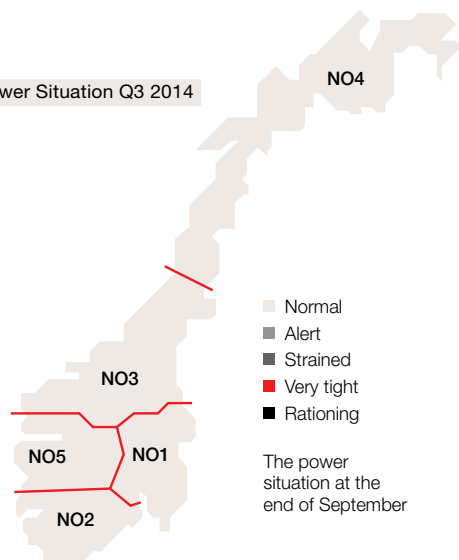 NO4
wer Situation Q3 2014
Normal
Alert
Strained
Very tight
Rationing
NO3
NO5
NO1
NO2
The power
situation at the
end of September